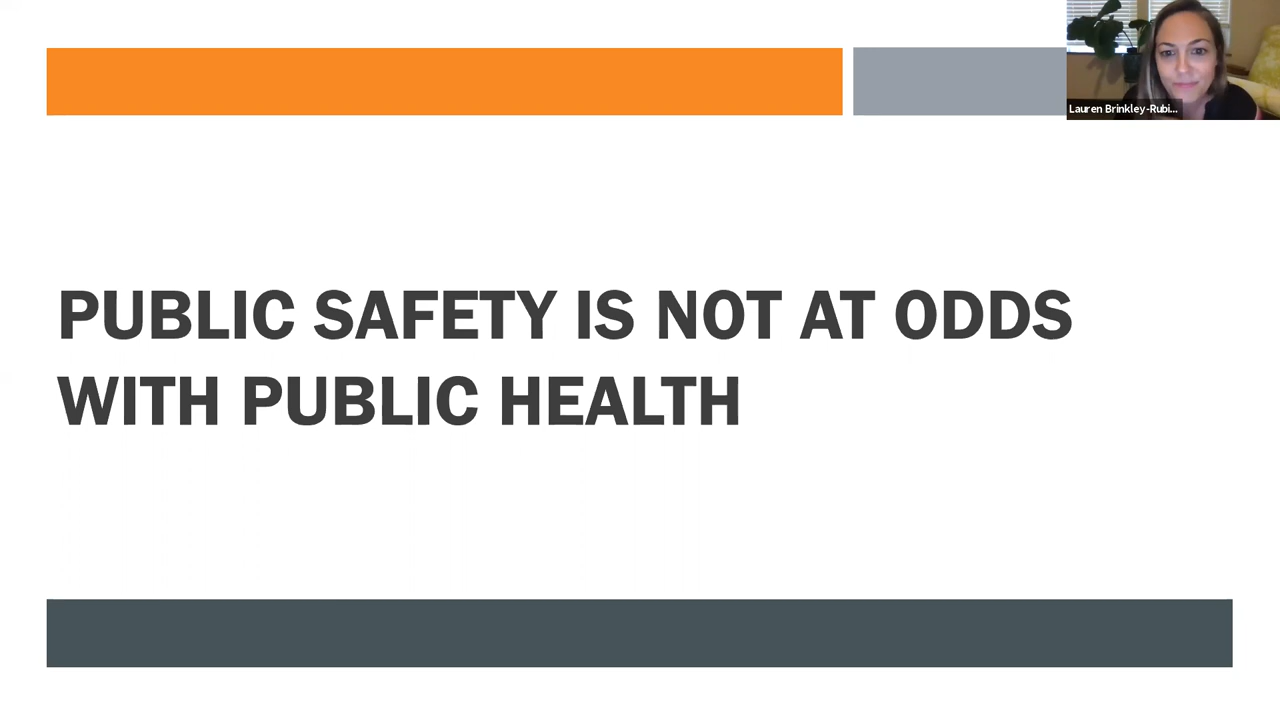 Lauren Brinkley-Rubi...
PUBLIC SAFETY IS NOT AT ODDS
WITH PUBLIC HEALTH